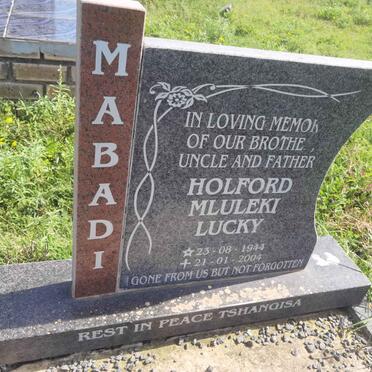 MABADI
IN LOVING MEMOR
OF OUR BROTHE,
UNCLE AND FATHER
HOLFORD
MLULEKI
LUCKY
☆ 23-08-1944
✝ 21-01-2004
GONE FROM US BUT NOT FORGOTTEN
REST IN PEACE TSHANGISA